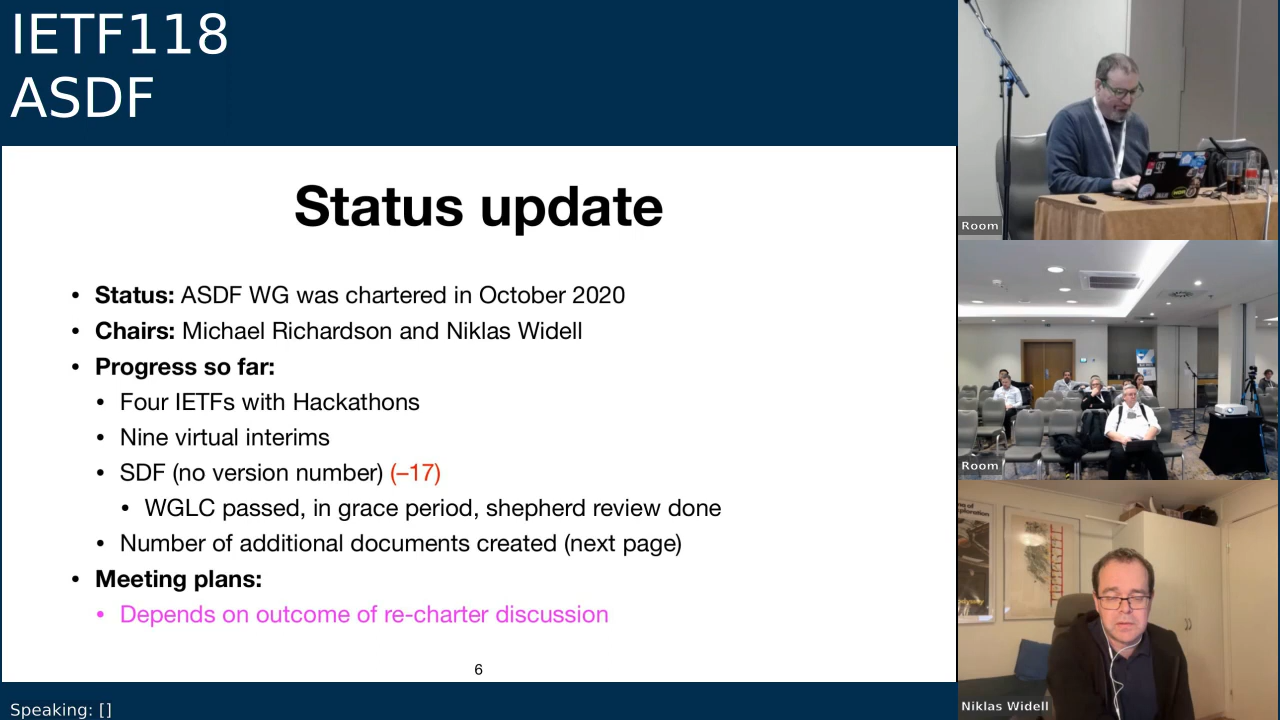 IETF118
ASDF
Status update
• Status: ASDF WG was chartered in October 2020
• Chairs: Michael Richardson and Niklas Widell
• Progress so far:
• Four IETFs with Hackathons
• Nine virtual interims
• SDF (no version number) (–17)
• WGLC passed, in grace period, shepherd review done
• Number of additional documents created (next page)
• Meeting plans:
• Depends on outcome of re-charter discussion
6
Speaking: []
Room
Room
Niklas Widell